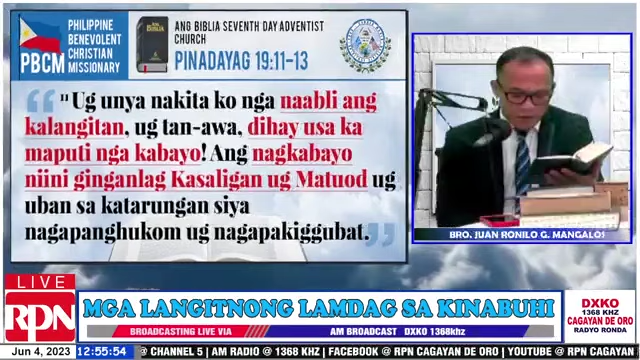 PHILIPPINE
BENEVOLENT
CHRISTIAN
MISSIONARY
PBCM
ANG BIBLIA SEVENTH DAY ADVENTIST
CHURCH
PINADAYAG 19:11-13
"¹¹ Ug unya nakita ko nga naabli ang
kalangitan, ug tan-awa, dihay usa ka
maputi nga kabayo! Ang nagkabayo
niini ginganlag Kasaligan ug Matuod ug
uban sa katarungan siya
nagapanghukom ug nagapakiggubat."
BRO. JUAN RONILO G. MANGALOS
LIVE
RPN
MGA LANGITNONG LAMDAG SA KINABUHI
BROADCASTING LIVE VIA
AM BROADCAST DXKO 1368khz
DXKO
1368 KHZ
CAGAYAN DE ORO
RADYO RONDA
Jun 4, 2023 12:55:54 @ CHANNEL 5 | AM RADIO @ 1368 KHZ | FACEBOOK @ RPN CAGAYAN DE ORO | YOUTUBE @ RPN CAGAYAN